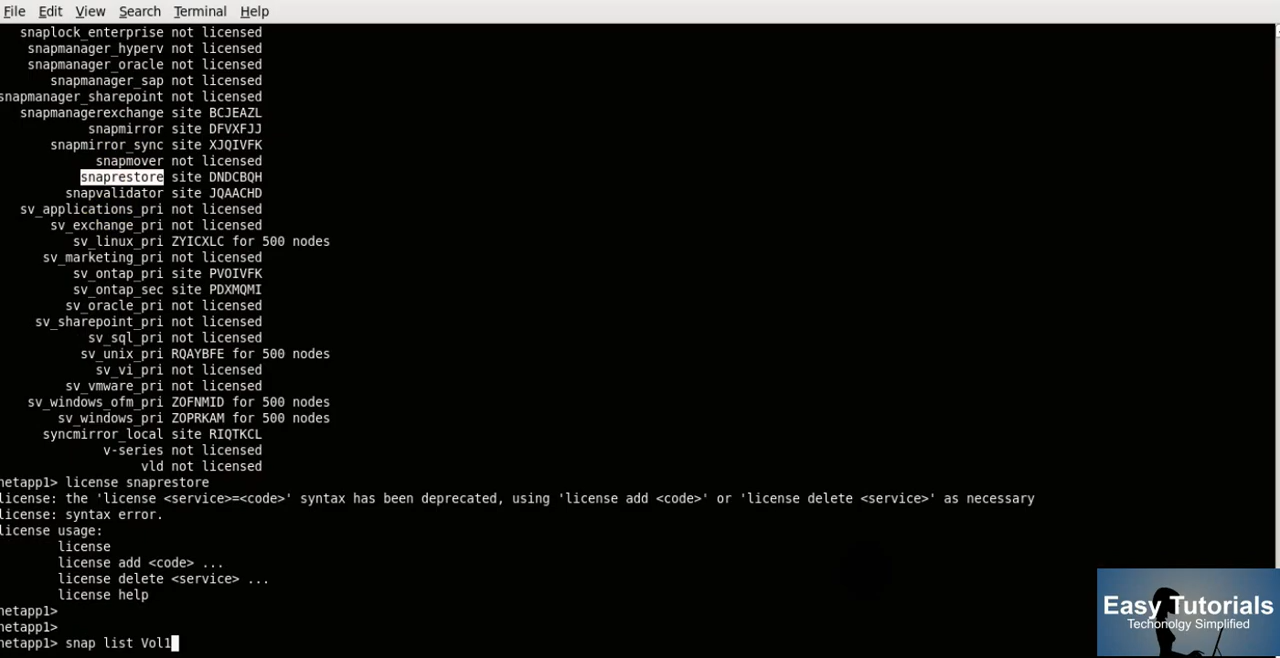 File Edit View Search Terminal Help
snaplock_enterprise not licensed
snapmanager_hyperv not licensed
snapmanager_oracle not licensed
snapmanager_sap not licensed
snapmanager_sharepoint not licensed
snapmanagerexchange site BCJEAZL
snapmirror site DFVXFJJ
snapmirror_sync site XJQIVFK
snapmover not licensed
snaprestore site DNDCBQH
snapvalidator site JQAACHD
sv_applications_pri not licensed
sv_exchange_pri not licensed
sv_linux_pri ZYICXLC for 500 nodes
sv_marketing_pri not licensed
sv_ontap_pri site PVOIVFK
sv_ontap_sec site PDXMQMI
sv_oracle_pri not licensed
sv_sharepoint_pri not licensed
sv_sql_pri not licensed
sv_unix_pri RQAYBFE for 500 nodes
sv_vi_pri not licensed
sv_vmware_pri not licensed
sv_windows_ofm_pri ZOFNMID for 500 nodes
sv_windows_pri ZOPRKAM for 500 nodes
syncmirror_local site RIQTKCL
v-series not licensed
vld not licensed
netapp1> license snaprestore
license: the 'license <service>=<code>' syntax has been deprecated, using 'license add <code>' or 'license delete <service>' as necessary
license: syntax error.
license usage:
license
license add <code> ...
license delete <service> ...
license help
netapp1>
netapp1>
netapp1> snap list Vol1
Easy Tutorials
Techonolgy Simplified